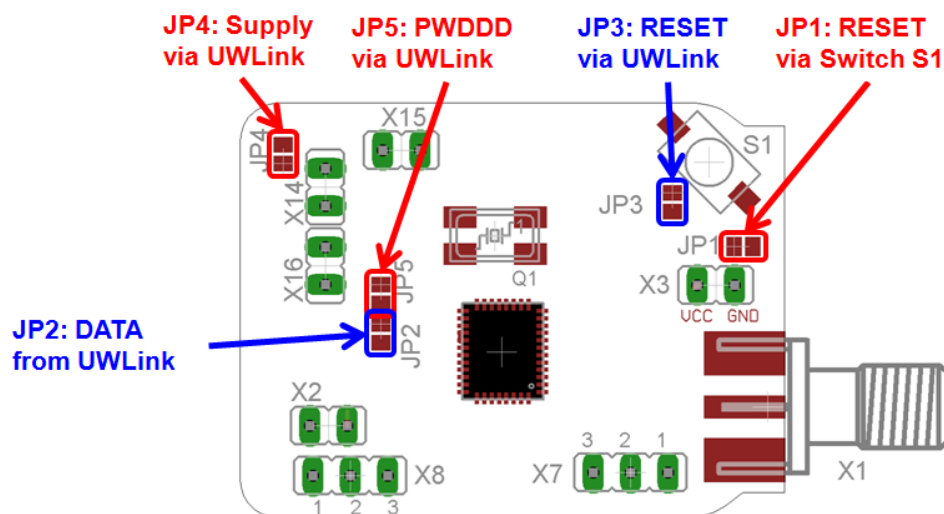 JP4: Supply
via UWLink
JP5: PWDDD
via UWLink
JP3: RESET
via UWLink
JP1: RESET
via Switch S1
X15
S1
JP4
X14
JP3
1
JP1
X16
JP5
Q1
X3
VCC GND
JP2: DATA
from UWLink
JP2
X2
3 2 1
X8
X7
X1
1 2 3